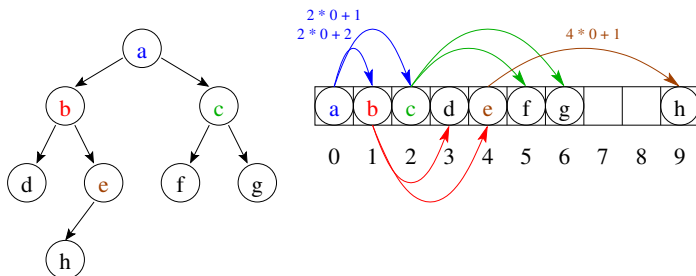 a
b c
d e f g
h
2 * 0 + 1
2 * 0 + 2
4 * 0 + 1
a b c d e f g h
0 1 2 3 4 5 6 7 8 9